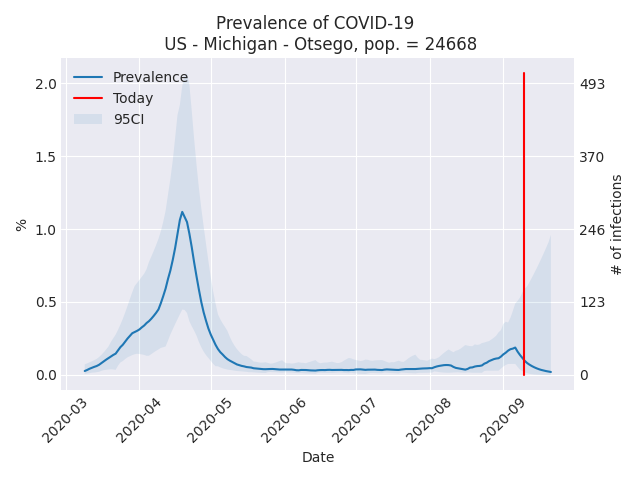 Prevalence of COVID-19
US - Michigan - Otsego, pop. = 24668
Prevalence
Today
95CI
2.0
1.5
1.0
0.5
0.0
%
493
370
246
123
0
# of infections
2020-03
2020-04
2020-05
2020-06
2020-07
2020-08
2020-09
Date